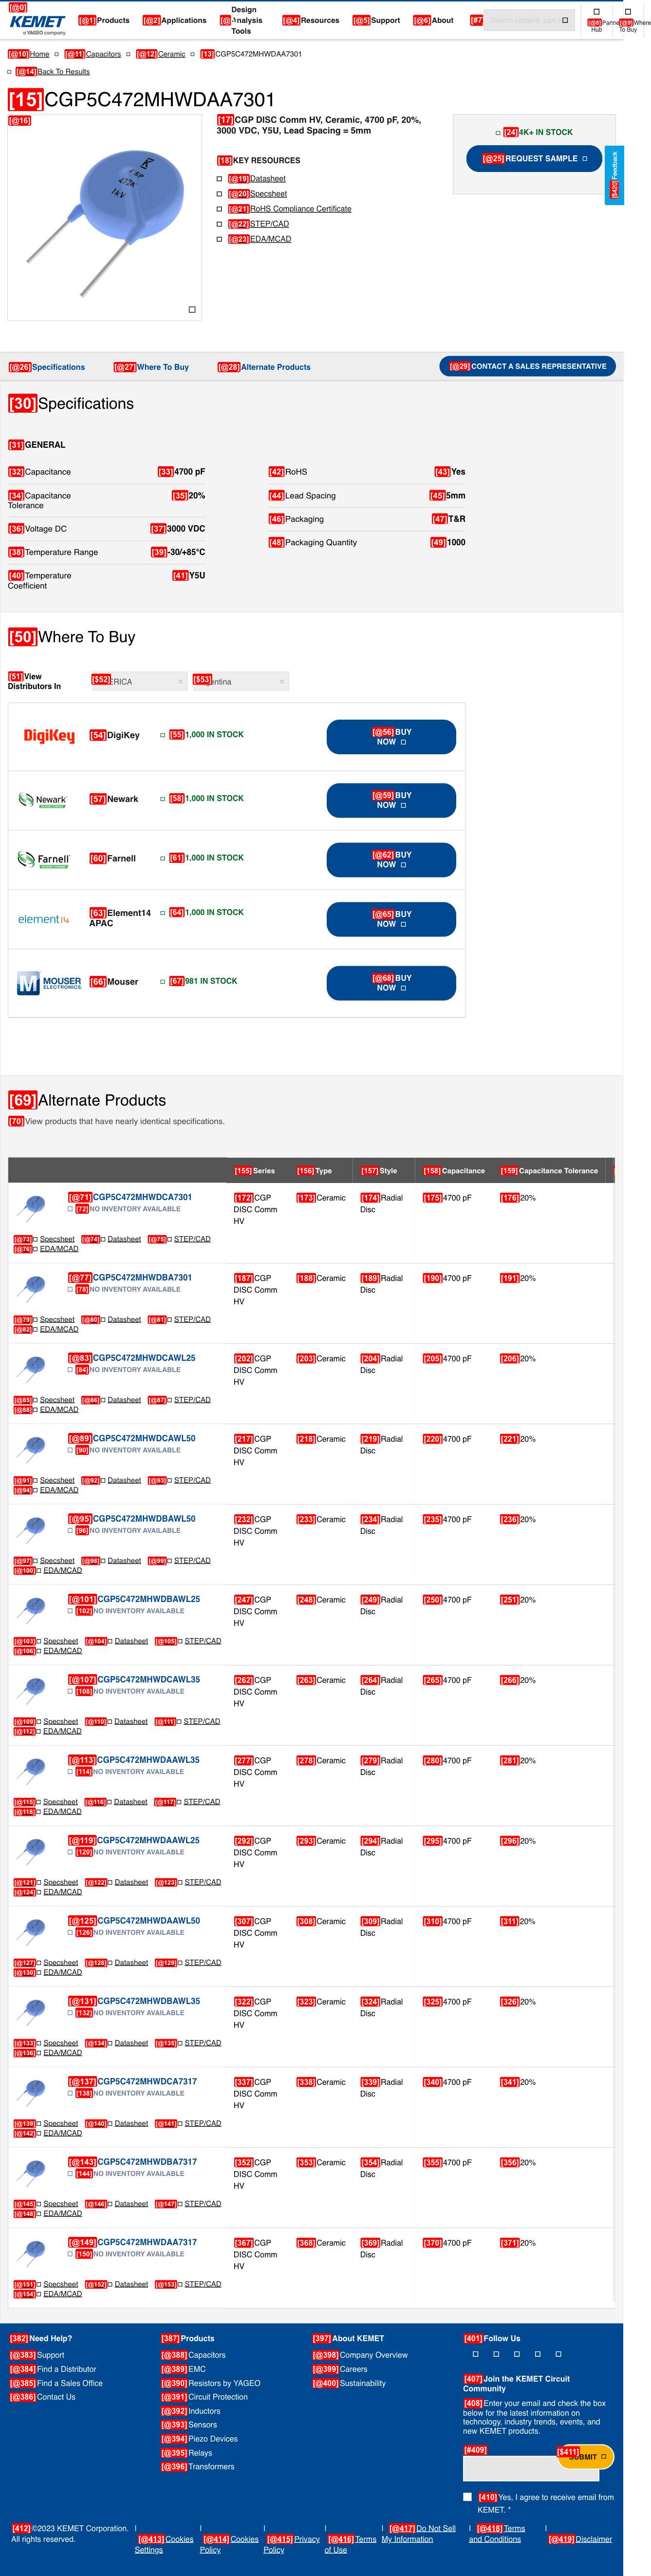 [@0]
KEMET
a YAGEO company
[@1] Products
[@2] Applications
Design
Analysis
Tools
[@4] Resources
[@5] Support
[@6] About
[#7]
Hub
To Buy
[@10] Home [@11] Capacitors [@12] Ceramic [13] CGP5C472MHWDAA7301
[@14] Back To Results
[15] CGP5C472MHWDAA7301
[@16]
[17] CGP DISC Comm HV, Ceramic, 4700 pF, 20%,
3000 VDC, Y5U, Lead Spacing = 5mm
[18] KEY RESOURCES
[@19] Datasheet
[@20] Specsheet
[@21] RoHS Compliance Certificate
[@22] STEP/CAD
[@23] EDA/MCAD
[24] 4K+ IN STOCK
[@25] REQUEST SAMPLE
[$420] Feedback
[@26] Specifications [@27] Where To Buy [@28] Alternate Products [@29] CONTACT A SALES REPRESENTATIVE
[30] Specifications
[31] GENERAL
[32] Capacitance [33] 4700 pF
[34] Capacitance [35] 20%
Tolerance
[36] Voltage DC [37] 3000 VDC
[38] Temperature Range [39] -30/+85°C
[40] Temperature [41] Y5U
Coefficient
[42] RoHS [43] Yes
[44] Lead Spacing [45] 5mm
[46] Packaging [47] T&R
[48] Packaging Quantity [49] 1000
[50] Where To Buy
[51] View
Distributors In
[$52] ERICA [$53] entina
DigiKey [54] DigiKey [55] 1,000 IN STOCK [@56] BUY
NOW
Newark [57] Newark [58] 1,000 IN STOCK [@59] BUY
NOW
Farnell [60] Farnell [61] 1,000 IN STOCK [@62] BUY
NOW
element14 [63] Element14 [64] 1,000 IN STOCK [@65] BUY
APAC NOW
MOUSER
ELECTRONICS [66] Mouser [67] 981 IN STOCK [@68] BUY
NOW
[69] Alternate Products
[70] View products that have nearly identical specifications.
[155] Series [156] Type [157] Style [158] Capacitance [159] Capacitance Tolerance
[@71] CGP5C472MHWDCA7301 [172] CGP [173] Ceramic [174] Radial [175] 4700 pF [176] 20%
[72] NO INVENTORY AVAILABLE DISC Comm Disc
HV
[@73] Specsheet [@74] Datasheet [@75] STEP/CAD
[@76] EDA/MCAD
[@77] CGP5C472MHWDBA7301 [187] CGP [188] Ceramic [189] Radial [190] 4700 pF [191] 20%
[78] NO INVENTORY AVAILABLE DISC Comm Disc
HV
[@79] Specsheet [@80] Datasheet [@81] STEP/CAD
[@82] EDA/MCAD
[@83] CGP5C472MHWDCAWL25 [202] CGP [203] Ceramic [204] Radial [205] 4700 pF [206] 20%
[84] NO INVENTORY AVAILABLE DISC Comm Disc
HV
[@85] Specsheet [@86] Datasheet [@87] STEP/CAD
[@88] EDA/MCAD
[@89] CGP5C472MHWDCAWL50 [217] CGP [218] Ceramic [219] Radial [220] 4700 pF [221] 20%
[90] NO INVENTORY AVAILABLE DISC Comm Disc
HV
[@91] Specsheet [@92] Datasheet [@93] STEP/CAD
[@94] EDA/MCAD
[@95] CGP5C472MHWDBAWL50 [232] CGP [233] Ceramic [234] Radial [235] 4700 pF [236] 20%
[96] NO INVENTORY AVAILABLE DISC Comm Disc
HV
[@97] Specsheet [@98] Datasheet [@99] STEP/CAD
[@100] EDA/MCAD
[@101] CGP5C472MHWDBAWL25 [247] CGP [248] Ceramic [249] Radial [250] 4700 pF [251] 20%
[102] NO INVENTORY AVAILABLE DISC Comm Disc
HV
[@103] Specsheet [@104] Datasheet [@105] STEP/CAD
[@106] EDA/MCAD
[@107] CGP5C472MHWDCAWL35 [262] CGP [263] Ceramic [264] Radial [265] 4700 pF [266] 20%
[108] NO INVENTORY AVAILABLE DISC Comm Disc
HV
[@109] Specsheet [@110] Datasheet [@111] STEP/CAD
[@112] EDA/MCAD
[@113] CGP5C472MHWDAAWL35 [277] CGP [278] Ceramic [279] Radial [280] 4700 pF [281] 20%
[114] NO INVENTORY AVAILABLE DISC Comm Disc
HV
[@115] Specsheet [@116] Datasheet [@117] STEP/CAD
[@118] EDA/MCAD
[@119] CGP5C472MHWDAAWL25 [292] CGP [293] Ceramic [294] Radial [295] 4700 pF [296] 20%
[120] NO INVENTORY AVAILABLE DISC Comm Disc
HV
[@121] Specsheet [@122] Datasheet [@123] STEP/CAD
[@124] EDA/MCAD
[@125] CGP5C472MHWDAAWL50 [307] CGP [308] Ceramic [309] Radial [310] 4700 pF [311] 20%
[126] NO INVENTORY AVAILABLE DISC Comm Disc
HV
[@127] Specsheet [@128] Datasheet [@129] STEP/CAD
[@130] EDA/MCAD
[@131] CGP5C472MHWDBAWL35 [322] CGP [323] Ceramic [324] Radial [325] 4700 pF [326] 20%
[132] NO INVENTORY AVAILABLE DISC Comm Disc
HV
[@133] Specsheet [@134] Datasheet [@135] STEP/CAD
[@136] EDA/MCAD
[@137] CGP5C472MHWDCA7317 [337] CGP [338] Ceramic [339] Radial [340] 4700 pF [341] 20%
[138] NO INVENTORY AVAILABLE DISC Comm Disc
HV
[@139] Specsheet [@140] Datasheet [@141] STEP/CAD
[@142] EDA/MCAD
[@143] CGP5C472MHWDBA7317 [352] CGP [353] Ceramic [354] Radial [355] 4700 pF [356] 20%
[144] NO INVENTORY AVAILABLE DISC Comm Disc
HV
[@145] Specsheet [@146] Datasheet [@147] STEP/CAD
[@148] EDA/MCAD
[@149] CGP5C472MHWDAA7317 [367] CGP [368] Ceramic [369] Radial [370] 4700 pF [371] 20%
[150] NO INVENTORY AVAILABLE DISC Comm Disc
HV
[@151] Specsheet [@152] Datasheet [@153] STEP/CAD
[@154] EDA/MCAD
[382] Need Help?
[@383] Support
[@384] Find a Distributor
[@385] Find a Sales Office
[@386] Contact Us
[387] Products
[@388] Capacitors
[@389] EMC
[@390] Resistors by YAGEO
[@391] Circuit Protection
[@392] Inductors
[@393] Sensors
[@394] Piezo Devices
[@395] Relays
[@396] Transformers
[397] About KEMET
[@398] Company Overview
[@399] Careers
[@400] Sustainability
[401] Follow Us
[407] Join the KEMET Circuit
Community
[408] Enter your email and check the box
below for the latest information on
technology, industry trends, events, and
new KEMET products.
[#409] [$411] SUBMIT
[410] Yes, I agree to receive email from
KEMET. *
[412] ©2023 KEMET Corporation.
All rights reserved.
| [@413] Cookies
Settings
| [@414] Cookies
Policy
| [@415] Privacy
Policy
| [@416] Terms
of Use
| [@417] Do Not Sell
My Information
| [@418] Terms
and Conditions
| [@419] Disclaimer